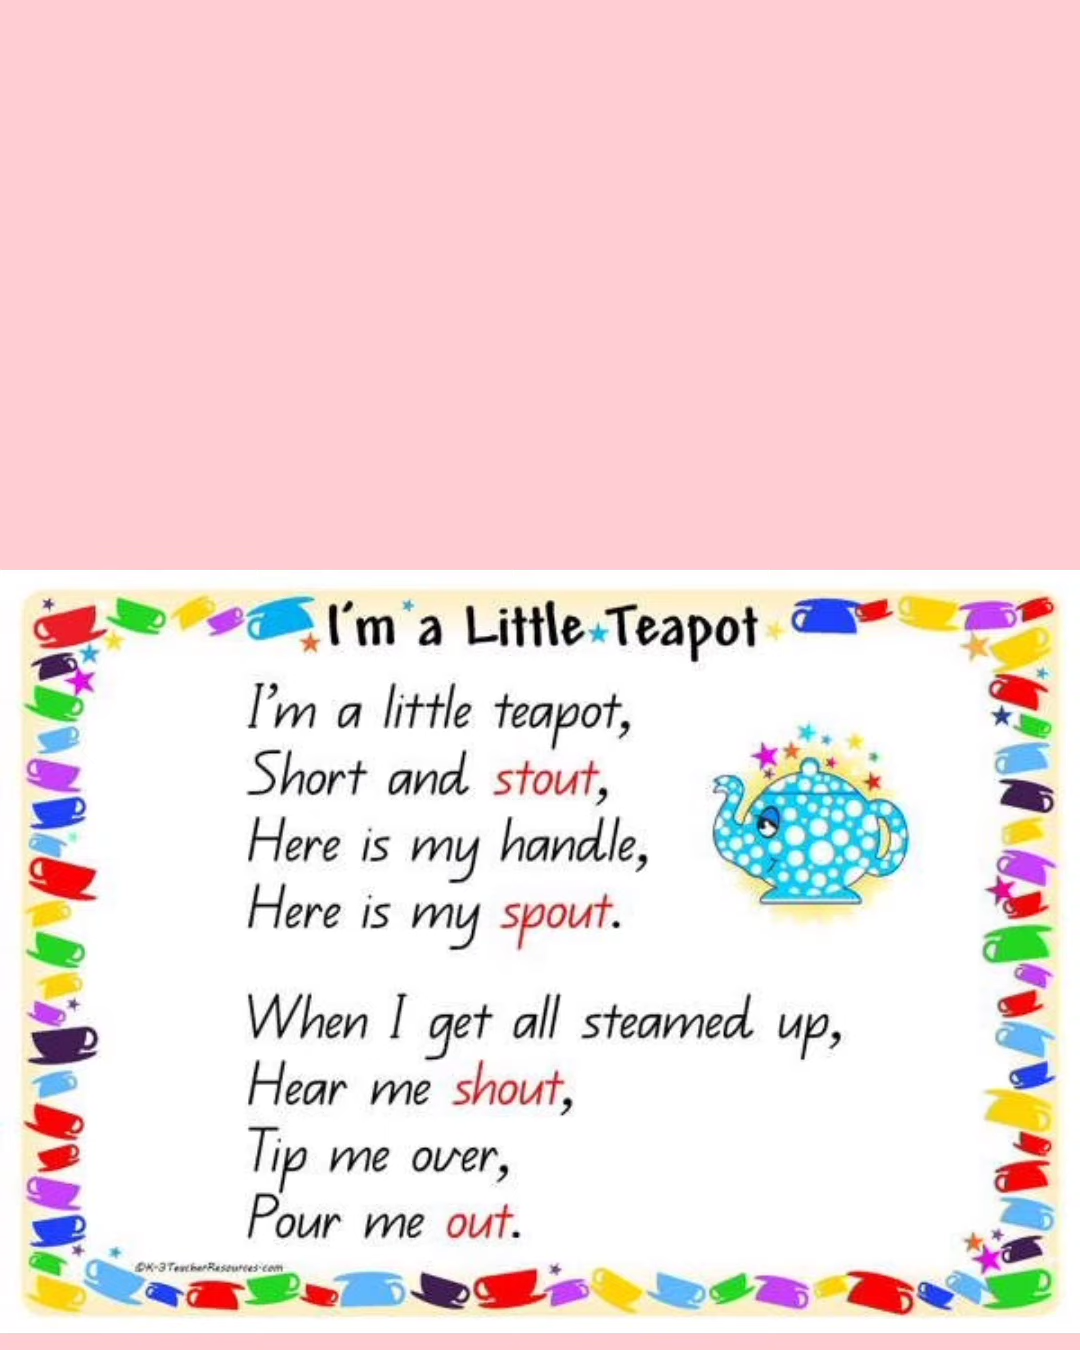 I'm a Little Teapot
I'm a little teapot,
Short and stout,
Here is my handle,
Here is my spout.
When I get all steamed up,
Hear me shout,
Tip me over,
Pour me out.
©K-3TeacherResources.com